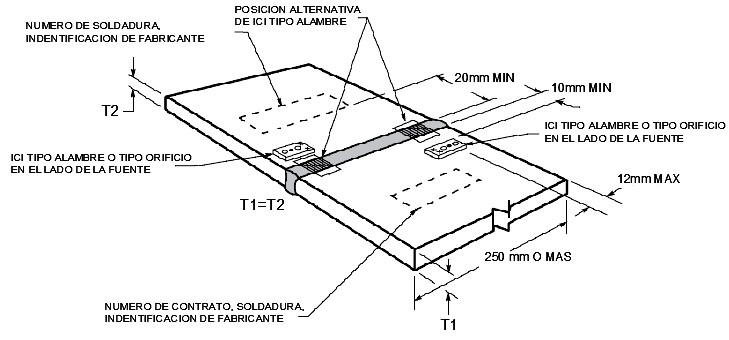 POSICION ALTERNATIVA
DE ICI TIPO ALAMBRE
NUMERO DE SOLDADURA,
INDENTIFICACION DE FABRICANTE
20mm MIN
10mm MIN
T2
ICI TIPO ALAMBRE O TIPO ORIFICIO
EN EL LADO DE LA FUENTE
ICI TIPO ALAMBRE O TIPO ORIFICIO
EN EL LADO DE LA FUENTE
12mm MAX
T1=T2
250 mm O MAS
NUMERO DE CONTRATO, SOLDADURA,
INDENTIFICACION DE FABRICANTE
T1